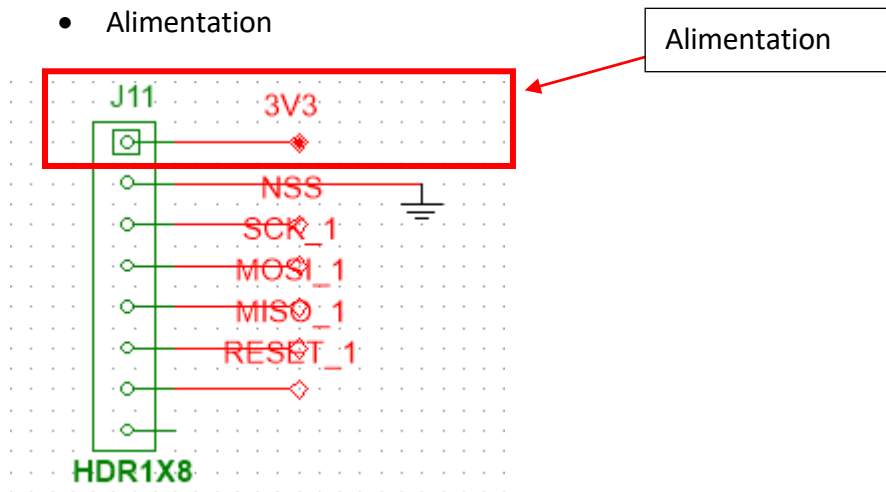 • Alimentation
Alimentation
J11
3V3
NSS
SCK_1
MOSI_1
MISO_1
RESET_1
HDR1X8